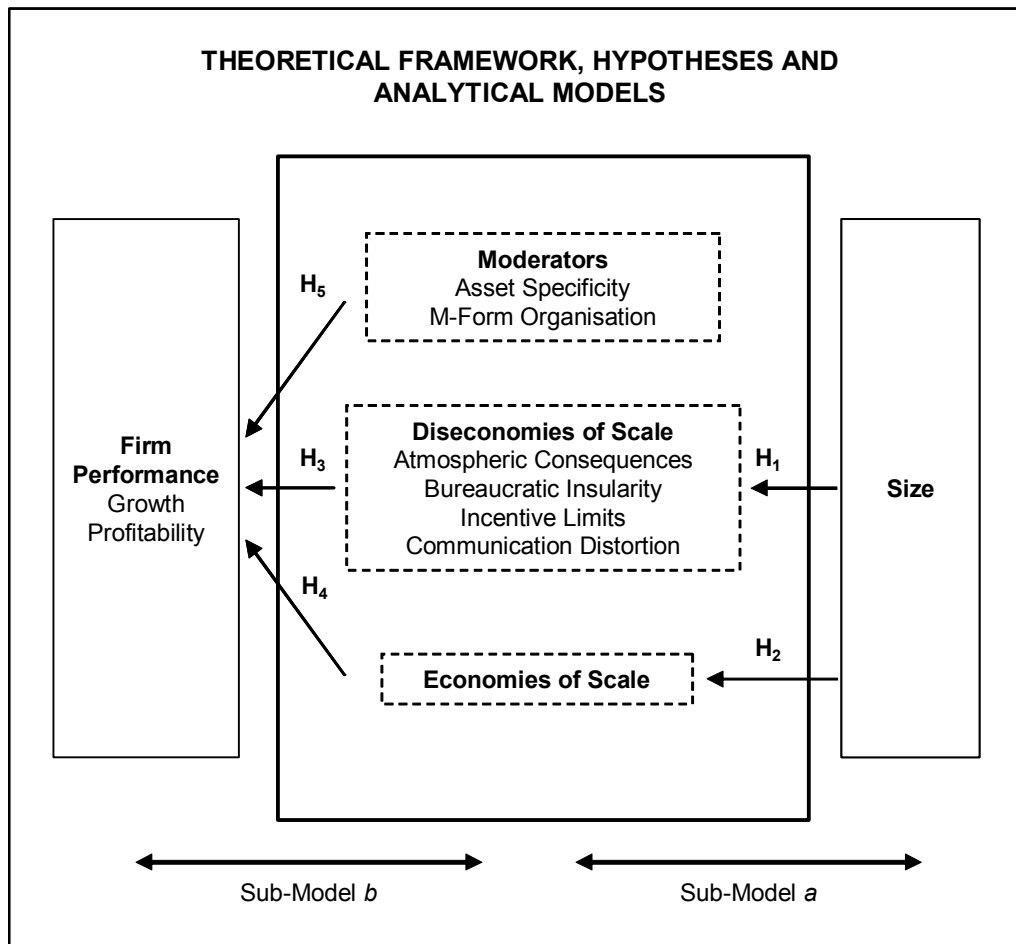 THEORETICAL FRAMEWORK, HYPOTHESES AND
ANALYTICAL MODELS
Moderators
Asset Specificity
M-Form Organisation
H5
Firm
Performance
Growth
Profitability
H3
Diseconomies of Scale
Atmospheric Consequences
Bureaucratic Insularity
Incentive Limits
Communication Distortion
H1
Size
H4
Economies of Scale
H2
Sub-Model b
Sub-Model a